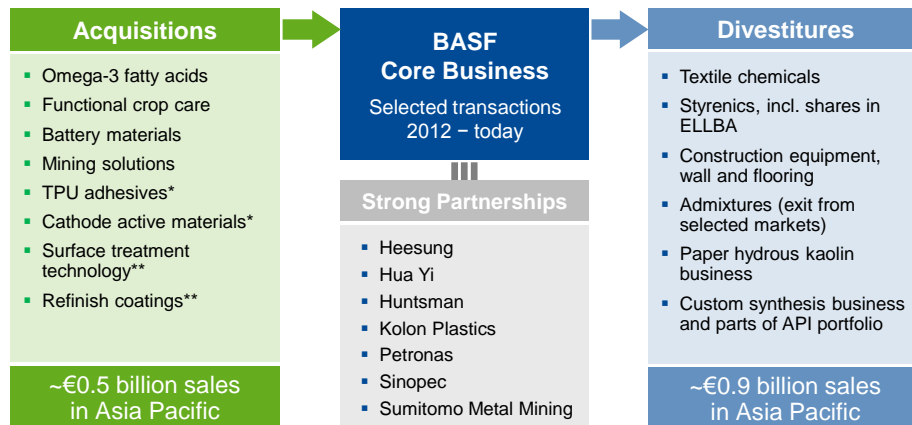 Acquisitions
Omega-3 fatty acids
Functional crop care
Battery materials
Mining solutions
TPU adhesives*
Cathode active materials*
Surface treatment
technology**
Refinish coatings**
~€0.5 billion sales
in Asia Pacific
BASF
Core Business
Selected transactions
2012 − today
Strong Partnerships
Heesung
Hua Yi
Huntsman
Kolon Plastics
Petronas
Sinopec
Sumitomo Metal Mining
Divestitures
Textile chemicals
Styrenics, incl. shares in
ELLBA
Construction equipment,
wall and flooring
Admixtures (exit from
selected markets)
Paper hydrous kaolin
business
Custom synthesis business
and parts of API portfolio
~€0.9 billion sales
in Asia Pacific